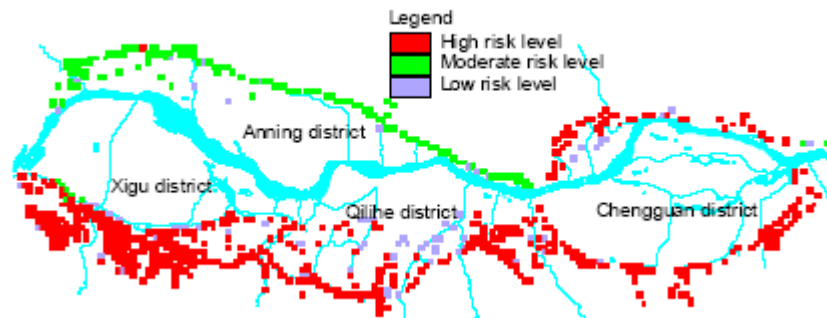 Legend
High risk level
Moderate risk level
Low risk level
Anning district
Xigu district
Qilihe district
Chengguan district